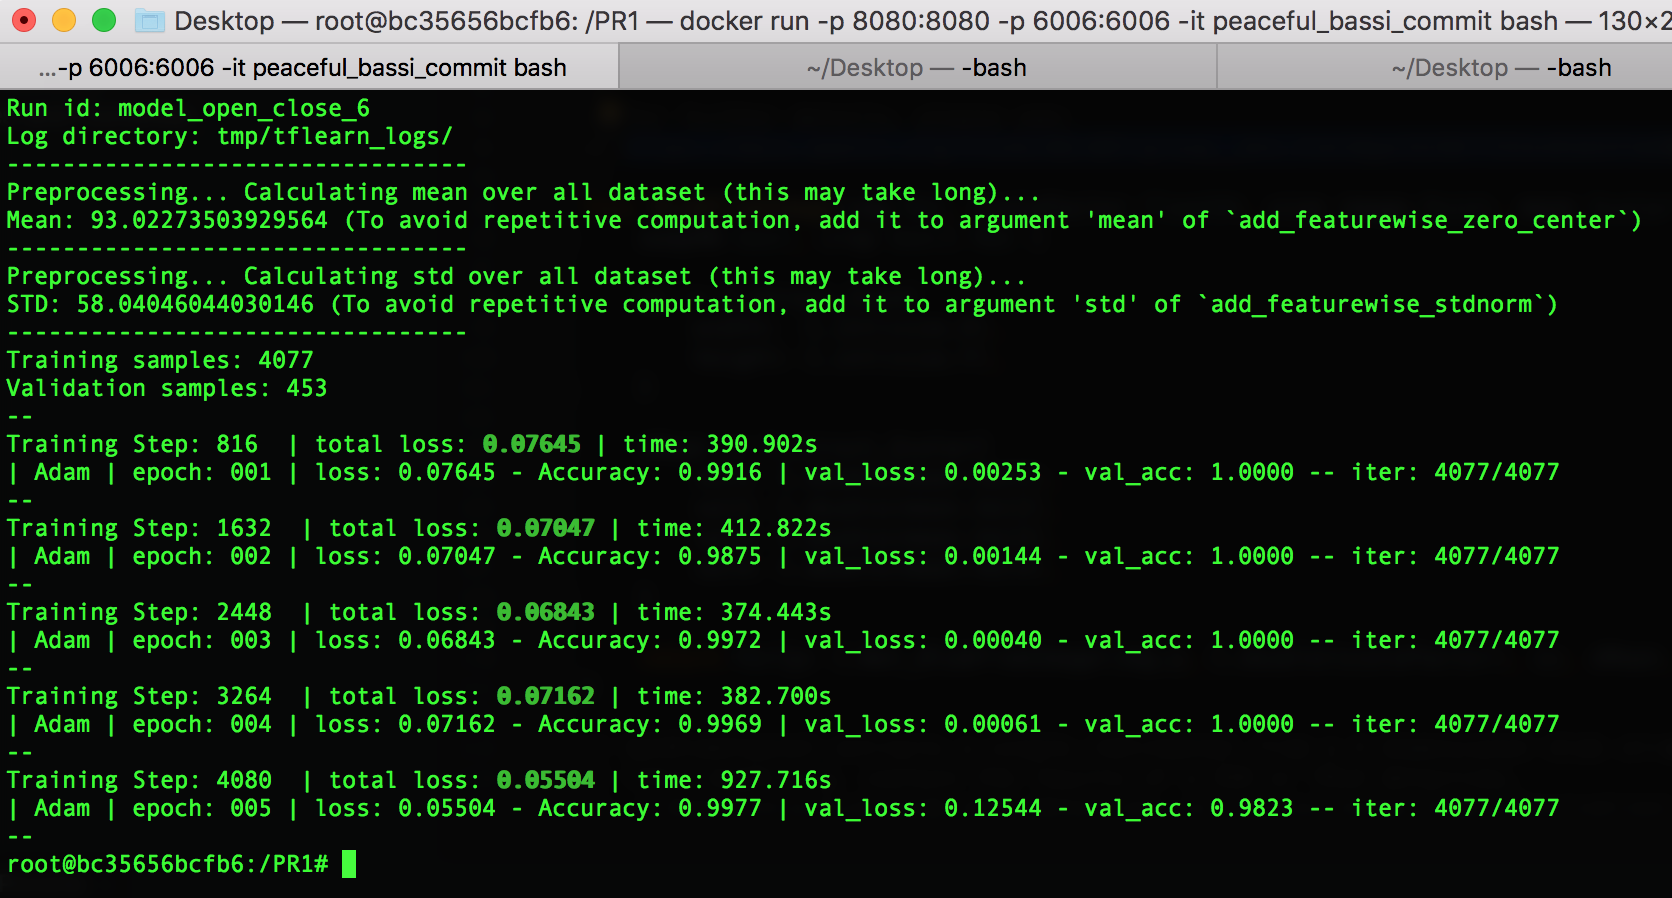 Desktop — root@bc35656bcfb6: /PR1 — docker run -p 8080:8080 -p 6006:6006 -it peaceful_bassi_commit bash — 130×2
...-p 6006:6006 -it peaceful_bassi_commit bash
~/Desktop — -bash
~/Desktop — -bash
Run id: model_open_close_6
Log directory: tmp/tflearn_logs/
---------------------------------
Preprocessing... Calculating mean over all dataset (this may take long)...
Mean: 93.02273503929564 (To avoid repetitive computation, add it to argument 'mean' of `add_featurewise_zero_center`)
---------------------------------
Preprocessing... Calculating std over all dataset (this may take long)...
STD: 58.04046044030146 (To avoid repetitive computation, add it to argument 'std' of `add_featurewise_stdnorm`)
---------------------------------
Training samples: 4077
Validation samples: 453
--
Training Step: 816  | total loss: 0.07645 | time: 390.902s
| Adam | epoch: 001 | loss: 0.07645 - Accuracy: 0.9916 | val_loss: 0.00253 - val_acc: 1.0000 -- iter: 4077/4077
--
Training Step: 1632  | total loss: 0.07047 | time: 412.822s
| Adam | epoch: 002 | loss: 0.07047 - Accuracy: 0.9875 | val_loss: 0.00144 - val_acc: 1.0000 -- iter: 4077/4077
--
Training Step: 2448  | total loss: 0.06843 | time: 374.443s
| Adam | epoch: 003 | loss: 0.06843 - Accuracy: 0.9972 | val_loss: 0.00040 - val_acc: 1.0000 -- iter: 4077/4077
--
Training Step: 3264  | total loss: 0.07162 | time: 382.700s
| Adam | epoch: 004 | loss: 0.07162 - Accuracy: 0.9969 | val_loss: 0.00061 - val_acc: 1.0000 -- iter: 4077/4077
--
Training Step: 4080  | total loss: 0.05504 | time: 927.716s
| Adam | epoch: 005 | loss: 0.05504 - Accuracy: 0.9977 | val_loss: 0.12544 - val_acc: 0.9823 -- iter: 4077/4077
--
root@bc35656bcfb6:/PR1#